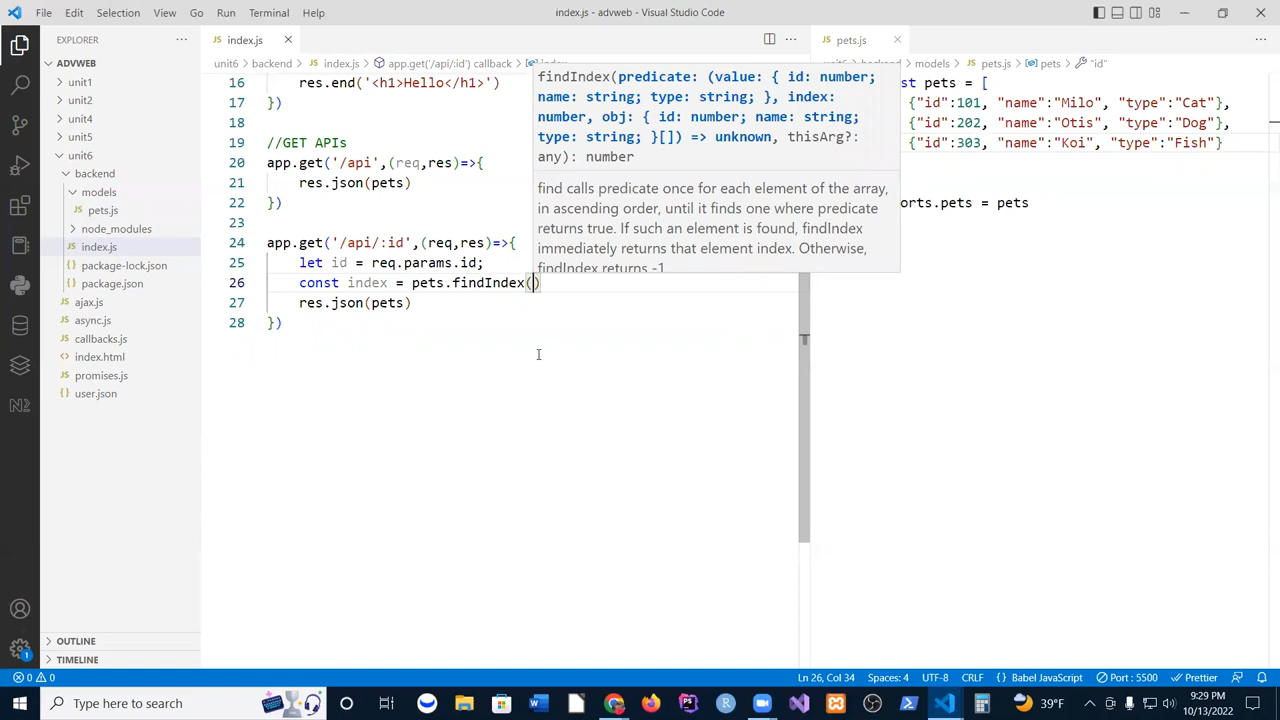 File Edit Selection View Go Run Terminal Help
index.js - advweb - Visual Studio Code
EXPLORER
ADVWEB
unit1
unit2
unit4
unit5
unit6
backend
models
pets.js
node_modules
index.js
package-lock.json
package.json
ajax.js
async.js
callbacks.js
index.html
promises.js
user.json
OUTLINE
TIMELINE
index.js
unit6 > backend > index.js > app.get('/api/:id') callback > index
16 res.end('<h1>Hello</h1>')
17 })
18
19 //GET APIs
20 app.get('/api',(req,res)=>{
21 res.json(pets)
22 })
23
24 app.get('/api/:id',(req,res)=>{
25 let id = req.params.id;
26 const index = pets.findIndex()
27 res.json(pets)
28 })
findIndex(predicate: (value: { id: number;
name: string; type: string; }, index:
number, obj: { id: number; name: string;
type: string; }[]) => unknown, thisArg?:
any): number
find calls predicate once for each element of the array,
in ascending order, until it finds one where predicate
returns true. If such an element is found, findIndex
immediately returns that element index. Otherwise,
findIndex returns -1
pets.js
backend > models > pets.js > pets > "id"
st pets = [
{"id":101, "name":"Milo", "type":"Cat"},
{"id":202, "name":"Otis", "type":"Dog"},
{"id":303, "name":"Koi", "type":"Fish"}
orts.pets = pets
0 0
Ln 26, Col 34 Spaces: 4 UTF-8 CRLF {} Babel JavaScript Port : 5500 Prettier
Type here to search
39°F
9:29 PM
10/13/2022